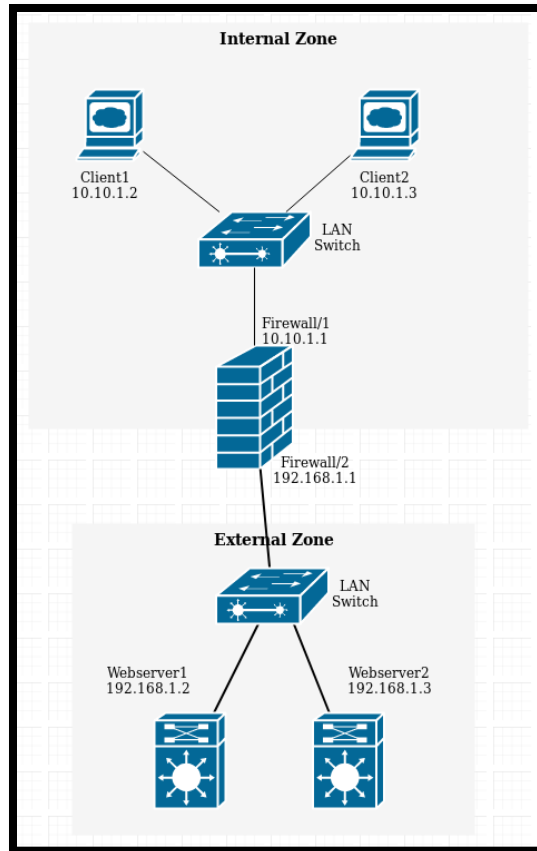 Internal Zone
Client1
10.10.1.2
Client2
10.10.1.3
LAN
Switch
Firewall/1
10.10.1.1
Firewall/2
192.168.1.1
External Zone
LAN
Switch
Webserver1
192.168.1.2
Webserver2
192.168.1.3